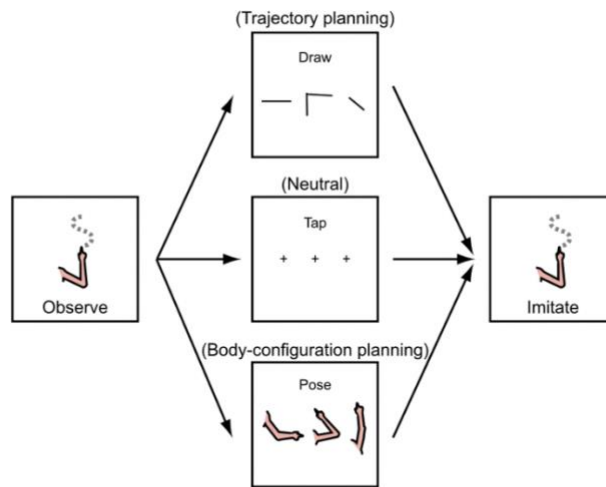 (Trajectory planning)
Draw
(Neutral)
Tap
+ + +
Observe
Imitate
(Body-configuration planning)
Pose